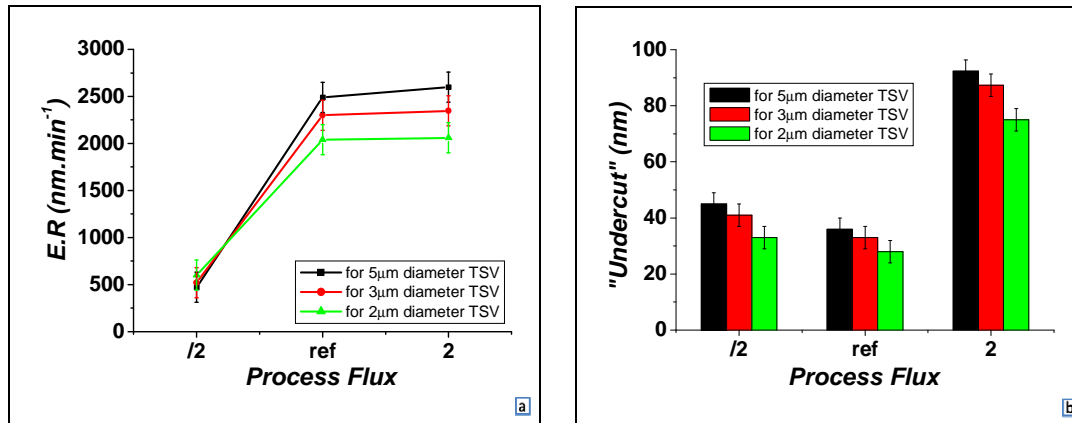 3000
2500
2000
1500
1000
500
0
E.R (nm.min⁻¹)
for 5μm diameter TSV
for 3μm diameter TSV
for 2μm diameter TSV
/2 ref 2
Process Flux
a
100
80
60
40
20
0
"Undercut" (nm)
for 5μm diameter TSV
for 3μm diameter TSV
for 2μm diameter TSV
/2 ref 2
Process Flux
b